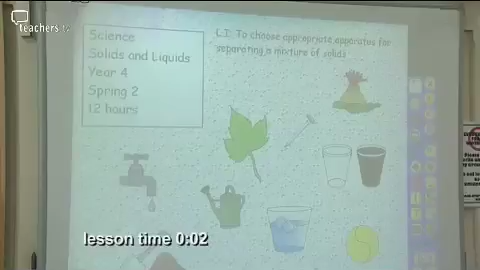 teachers tv
Science
Solids and Liquids
Year 4
Spring 2
12 hours
L.I. To choose appropriate apparatus for
separating a mixture of solids
lesson time 0:02